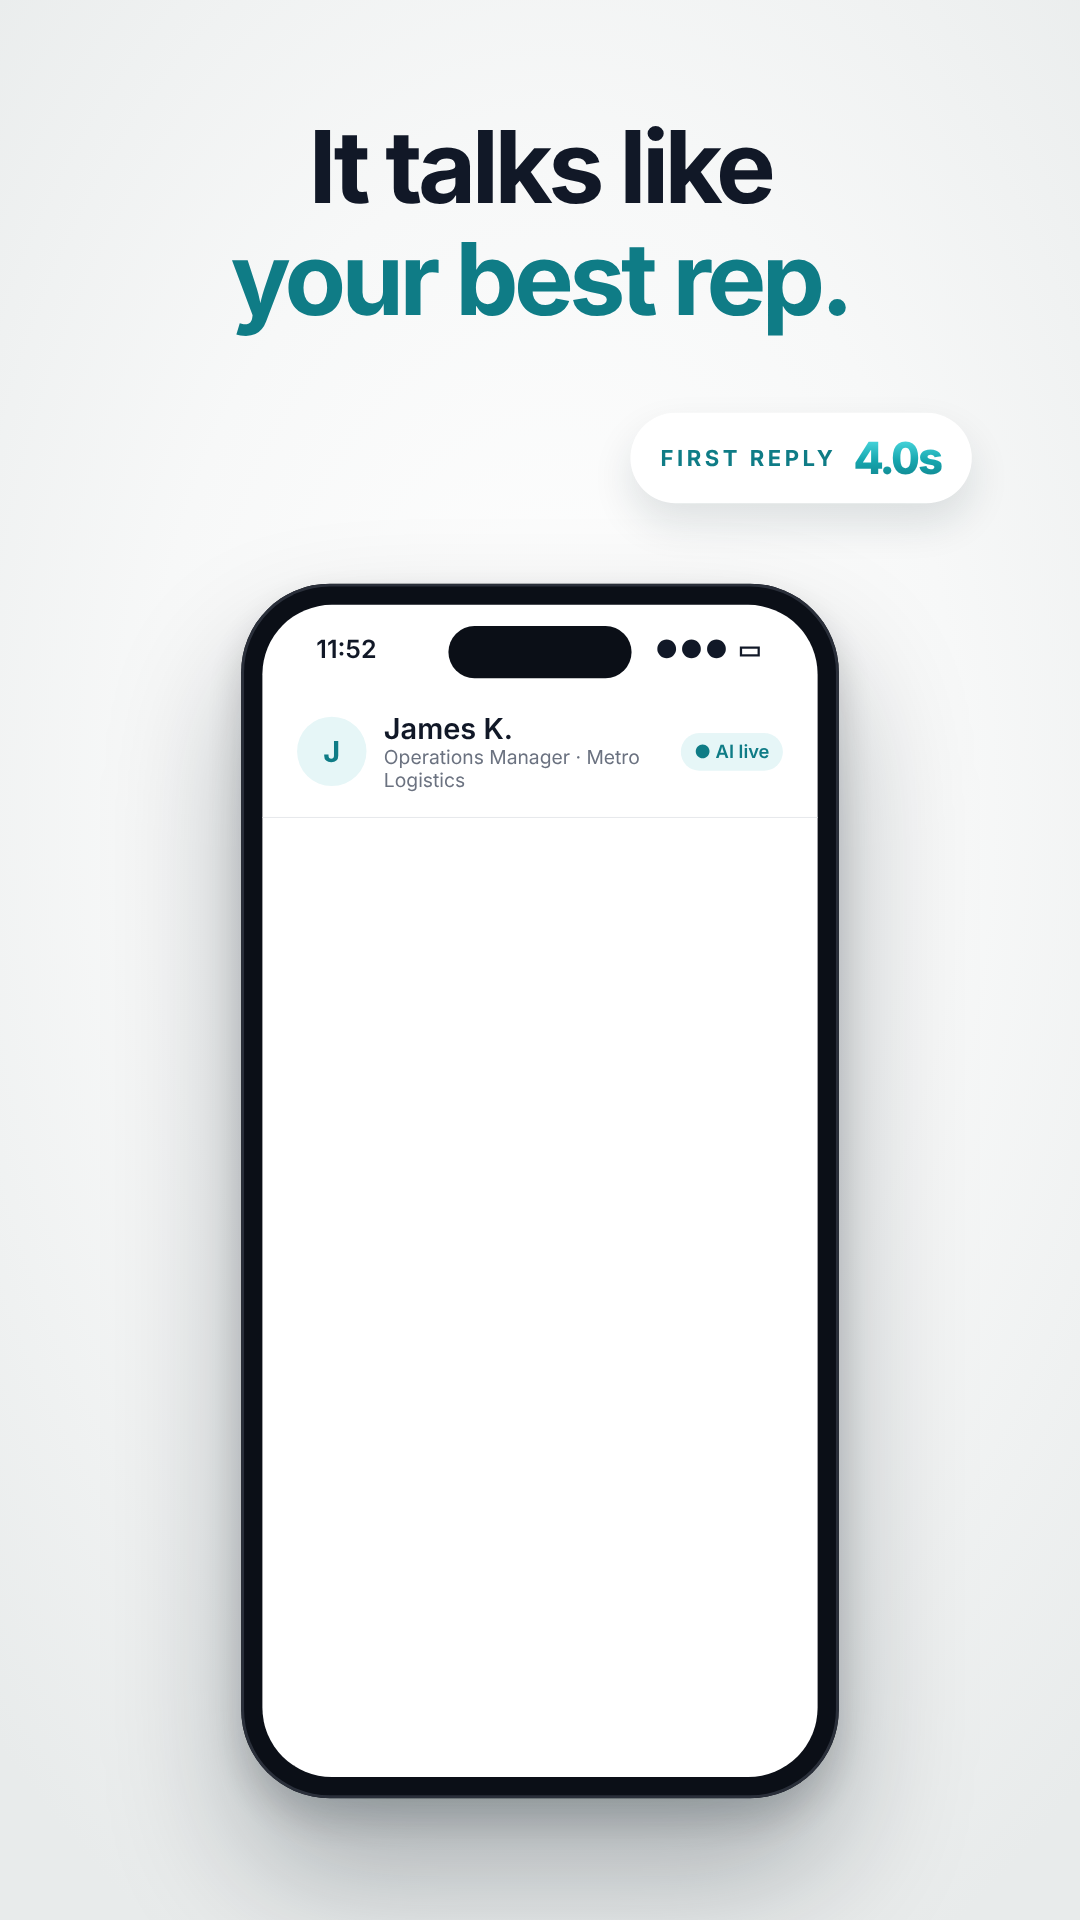 It talks like
your best rep.
FIRST REPLY 4.0s
11:52
J
James K.
Operations Manager · Metro
Logistics
AI live